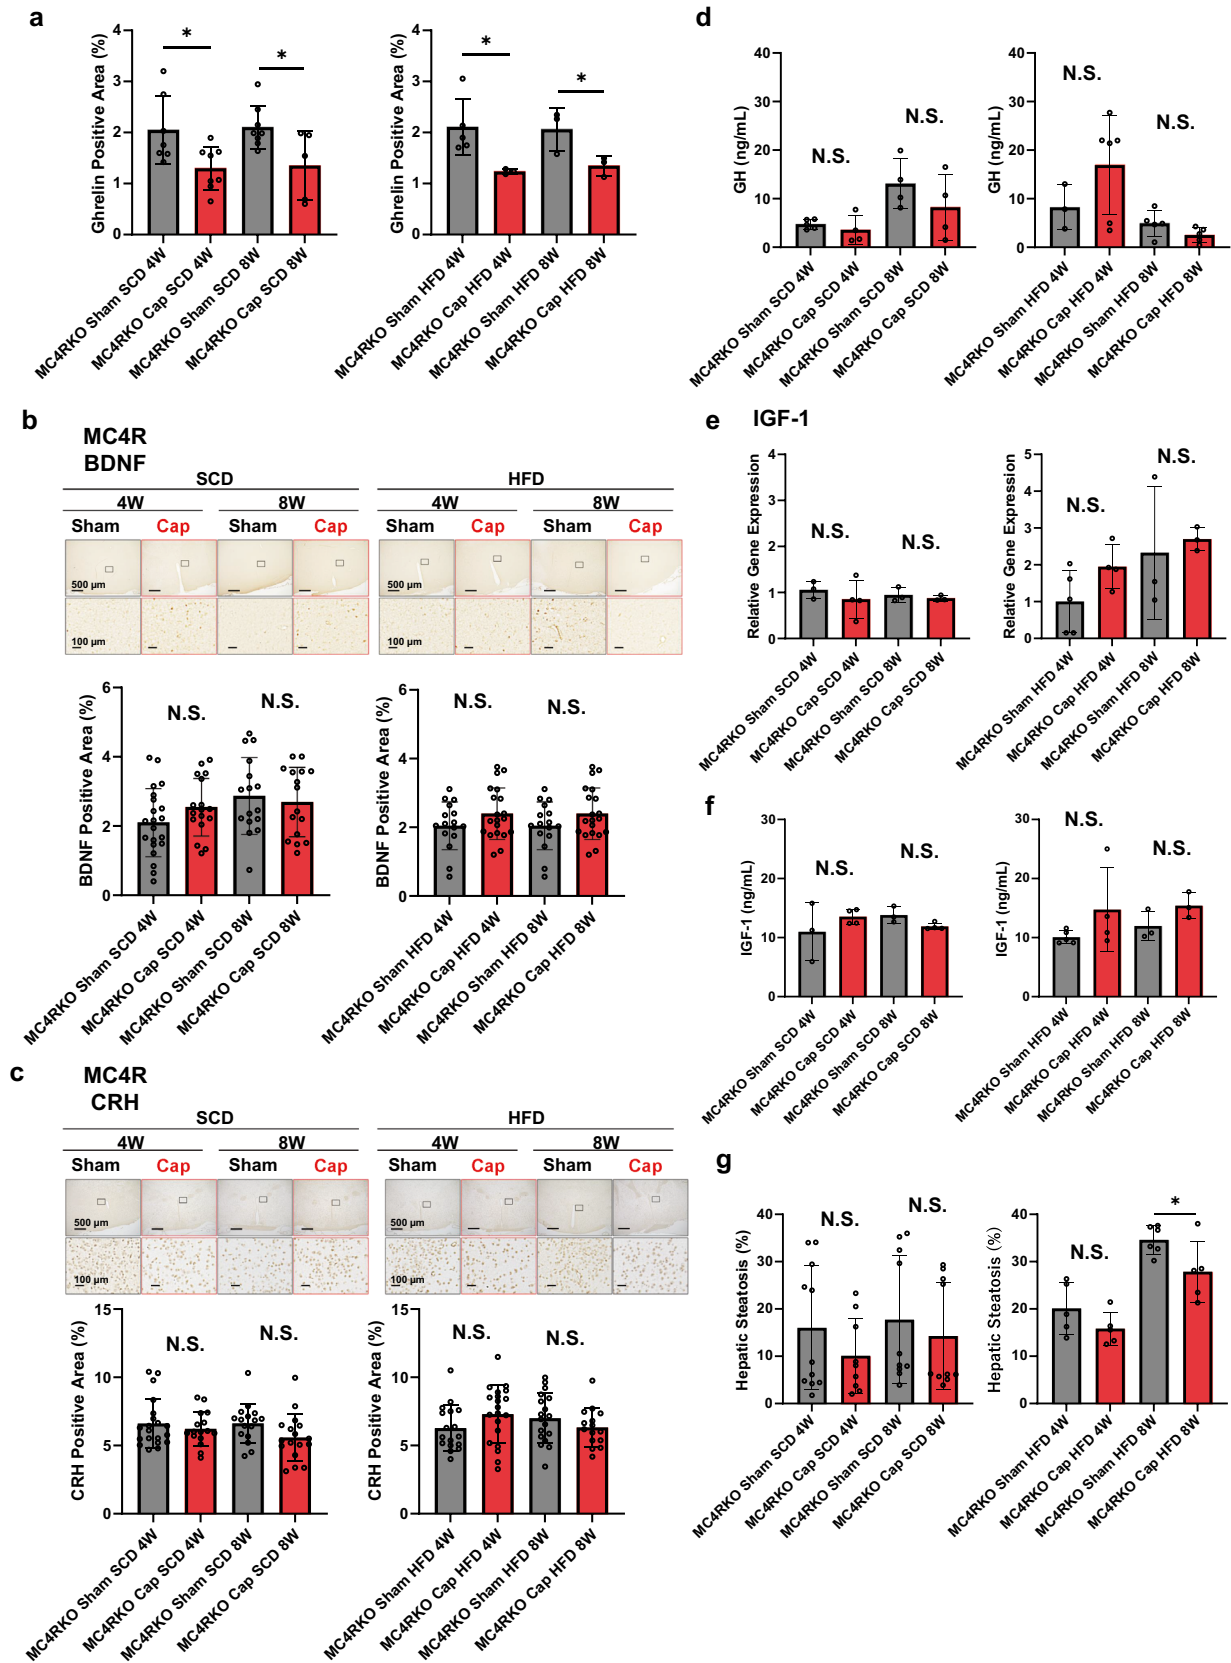 a
Ghrelin Positive Area (%)
4
3
2
1
0
*
*
MC4RKO Sham SCD 4W
MC4RKO Cap SCD 4W
MC4RKO Sham SCD 8W
MC4RKO Cap SCD 8W
Ghrelin Positive Area (%)
4
3
2
1
0
*
*
MC4RKO Sham HFD 4W
MC4RKO Cap HFD 4W
MC4RKO Sham HFD 8W
MC4RKO Cap HFD 8W
b
MC4R
BDNF
SCD
HFD
4W
8W
4W
8W
Sham
Cap
Sham
Cap
Sham
Cap
Sham
Cap
500 µm
500 µm
100 µm
100 µm
BDNF Positive Area (%)
6
4
2
0
N.S.
N.S.
MC4RKO Sham SCD 4W
MC4RKO Cap SCD 4W
MC4RKO Sham SCD 8W
MC4RKO Cap SCD 8W
BDNF Positive Area (%)
6
4
2
0
N.S.
N.S.
MC4RKO Sham HFD 4W
MC4RKO Cap HFD 4W
MC4RKO Sham HFD 8W
MC4RKO Cap HFD 8W
c
MC4R
CRH
SCD
HFD
4W
8W
4W
8W
Sham
Cap
Sham
Cap
Sham
Cap
Sham
Cap
500 µm
500 µm
100 µm
100 µm
CRH Positive Area (%)
15
10
5
0
N.S.
N.S.
MC4RKO Sham SCD 4W
MC4RKO Cap SCD 4W
MC4RKO Sham SCD 8W
MC4RKO Cap SCD 8W
CRH Positive Area (%)
15
10
5
0
N.S.
N.S.
MC4RKO Sham HFD 4W
MC4RKO Cap HFD 4W
MC4RKO Sham HFD 8W
MC4RKO Cap HFD 8W
d
GH (ng/mL)
40
30
20
10
0
N.S.
N.S.
MC4RKO Sham SCD 4W
MC4RKO Cap SCD 4W
MC4RKO Sham SCD 8W
MC4RKO Cap SCD 8W
GH (ng/mL)
40
30
20
10
0
N.S.
N.S.
MC4RKO Sham HFD 4W
MC4RKO Cap HFD 4W
MC4RKO Sham HFD 8W
MC4RKO Cap HFD 8W
e
IGF-1
Relative Gene Expression
4
3
2
1
0
N.S.
N.S.
MC4RKO Sham SCD 4W
MC4RKO Cap SCD 4W
MC4RKO Sham SCD 8W
MC4RKO Cap SCD 8W
Relative Gene Expression
5
4
3
2
1
0
N.S.
N.S.
MC4RKO Sham HFD 4W
MC4RKO Cap HFD 4W
MC4RKO Sham HFD 8W
MC4RKO Cap HFD 8W
f
IGF-1 (ng/mL)
30
20
10
0
N.S.
N.S.
MC4RKO Sham SCD 4W
MC4RKO Cap SCD 4W
MC4RKO Sham SCD 8W
MC4RKO Cap SCD 8W
IGF-1 (ng/mL)
30
20
10
0
N.S.
N.S.
MC4RKO Sham HFD 4W
MC4RKO Cap HFD 4W
MC4RKO Sham HFD 8W
MC4RKO Cap HFD 8W
g
Hepatic Steatosis (%)
40
30
20
10
0
N.S.
N.S.
MC4RKO Sham SCD 4W
MC4RKO Cap SCD 4W
MC4RKO Sham SCD 8W
MC4RKO Cap SCD 8W
Hepatic Steatosis (%)
40
30
20
10
0
N.S.
*
MC4RKO Sham HFD 4W
MC4RKO Cap HFD 4W
MC4RKO Sham HFD 8W
MC4RKO Cap HFD 8W